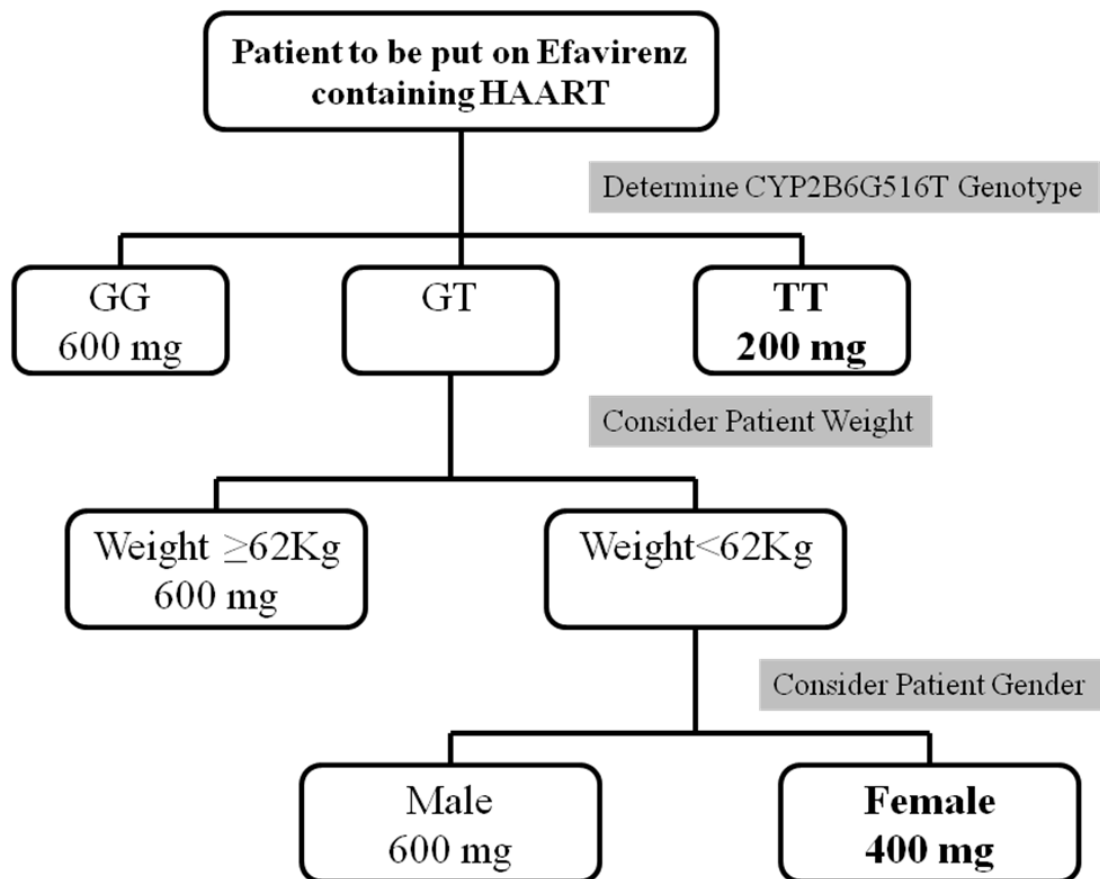 Patient to be put on Efavirenz
containing HAART
Determine CYP2B6G516T Genotype
GG
600 mg
GT
TT
200 mg
Consider Patient Weight
Weight ≥62Kg
600 mg
Weight<62Kg
Consider Patient Gender
Male
600 mg
Female
400 mg